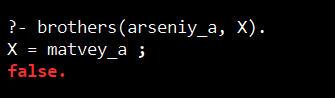 ?- brothers(arseniy_a, X).
X = matvey_a ;
false.